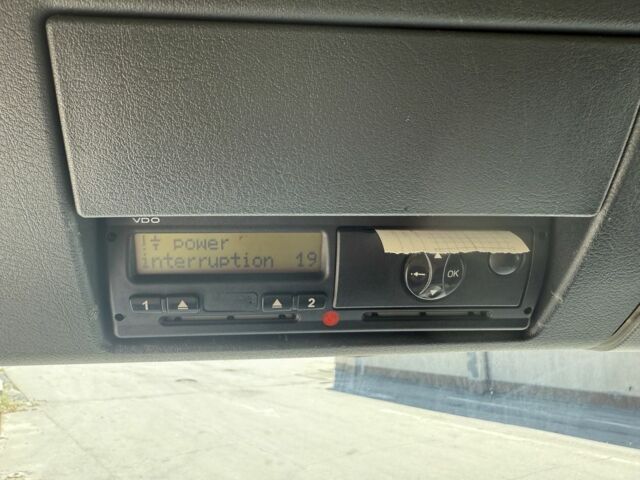 VDO
!÷ power
interruption 19
OK
1
2